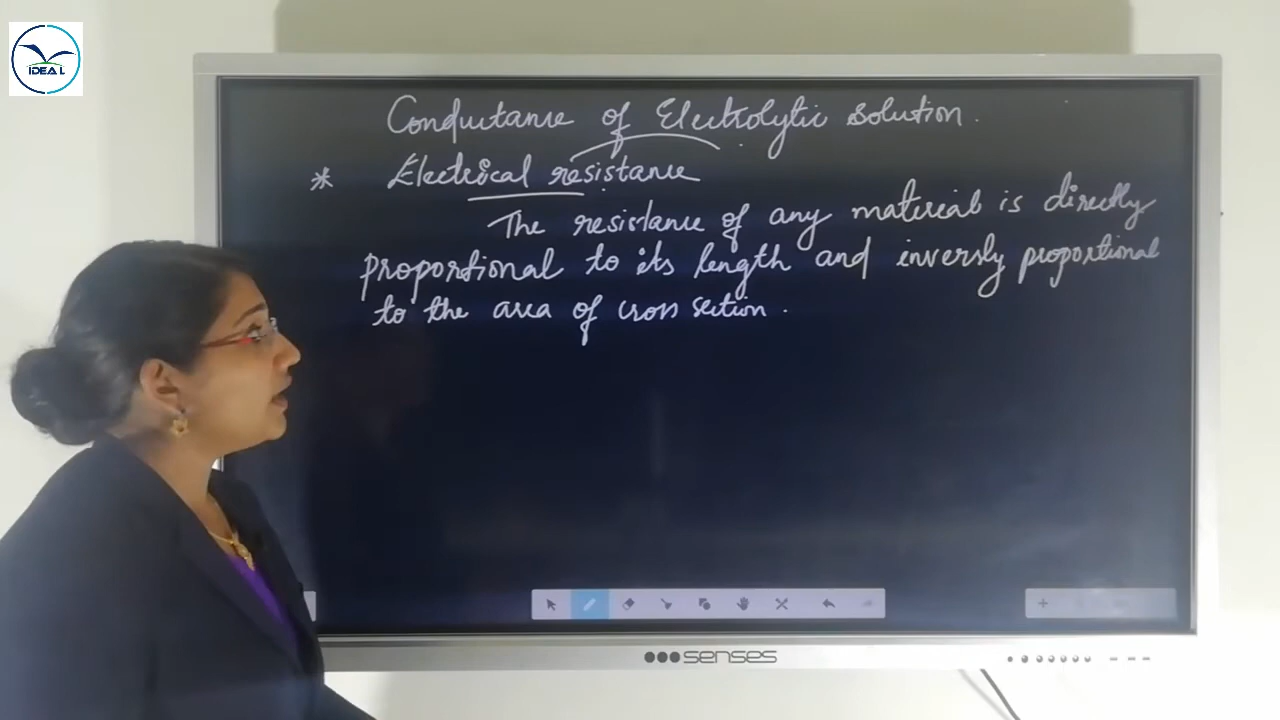 IDEAL
Conductance of Electrolytic solution.
* Electrical resistance
The resistance of any material is directly
proportional to its length and inversly proportional
to the area of cross section.
senses